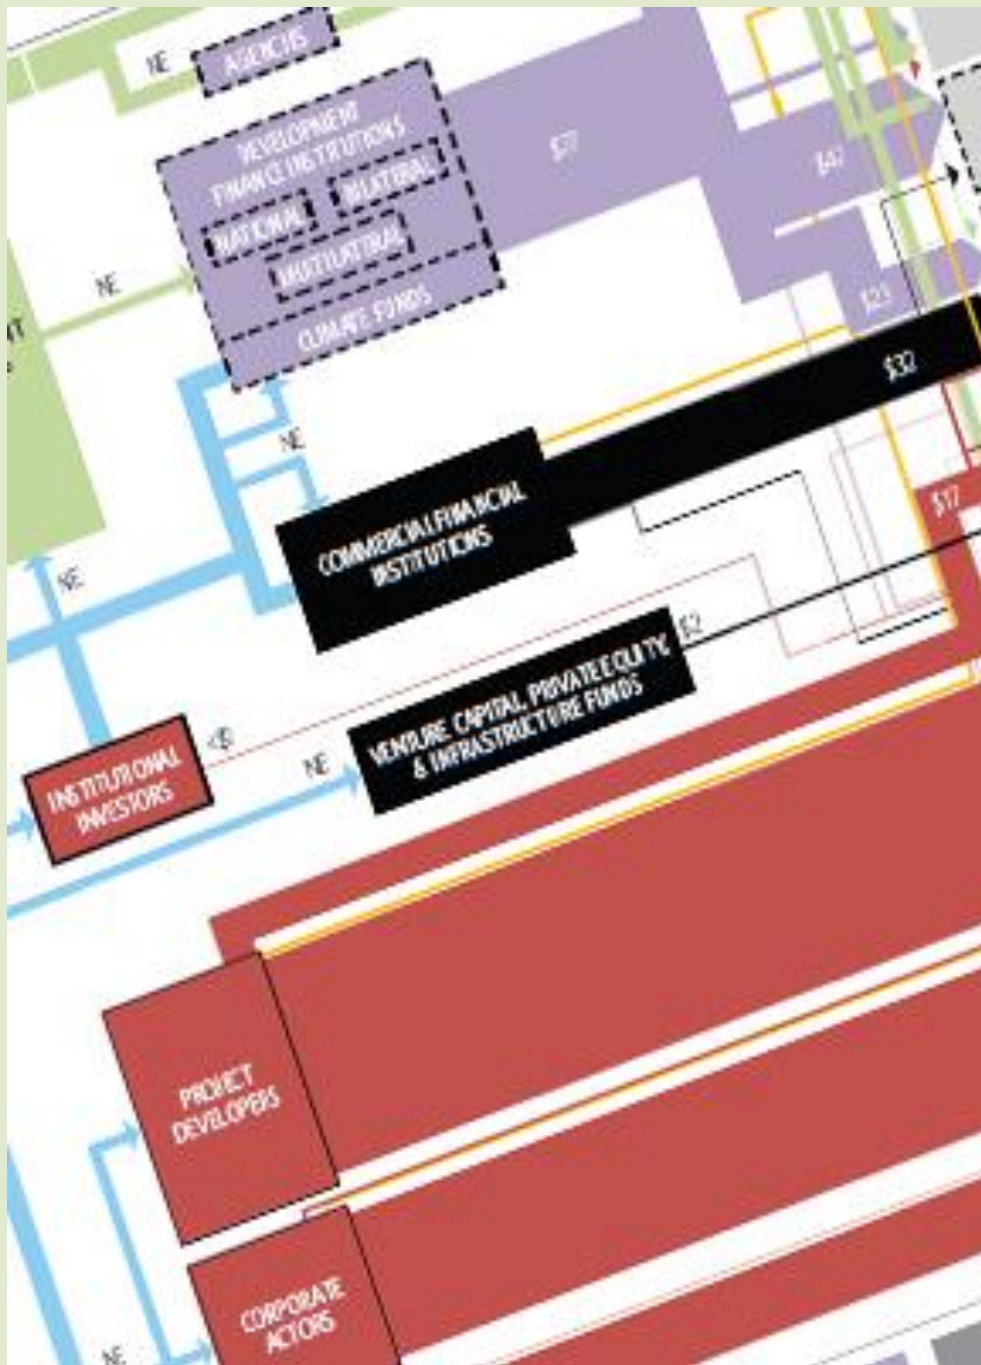 NE
AGENCIES
DEVELOPMENT
FINANCE INSTITUTIONS
NATIONAL
BILATERAL
MULTILATERAL
CLIMATE FUNDS
$77
$47
$23
NE
NE
$32
COMMERCIAL FINANCIAL
INSTITUTIONS
$17
NE
$2
VENTURE CAPITAL, PRIVATE EQUITY,
& INFRASTRUCTURE FUNDS
INSTITUTIONAL
INVESTORS
NE
PROJECT
DEVELOPERS
CORPORATE
ACTORS
NE